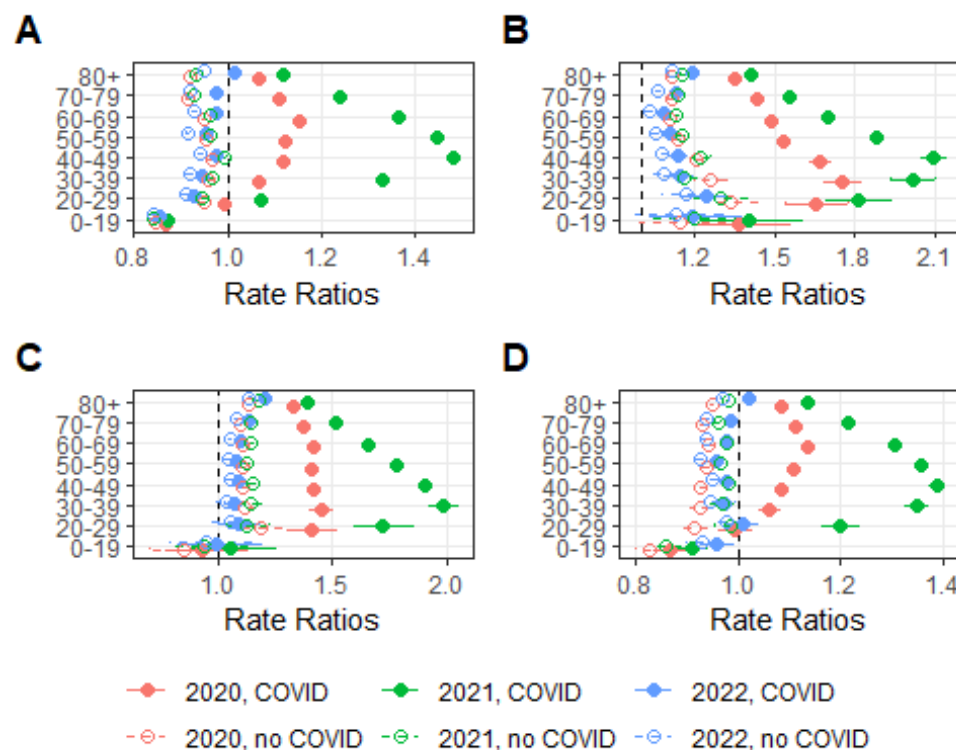 A
80+
70-79
60-69
50-59
40-49
30-39
20-29
0-19
0.8 1.0 1.2 1.4
Rate Ratios
B
80+
70-79
60-69
50-59
40-49
30-39
20-29
0-19
1.2 1.5 1.8 2.1
Rate Ratios
C
80+
70-79
60-69
50-59
40-49
30-39
20-29
0-19
1.0 1.5 2.0
Rate Ratios
D
80+
70-79
60-69
50-59
40-49
30-39
20-29
0-19
0.8 1.0 1.2 1.4
Rate Ratios
2020, COVID 2021, COVID 2022, COVID
2020, no COVID 2021, no COVID 2022, no COVID